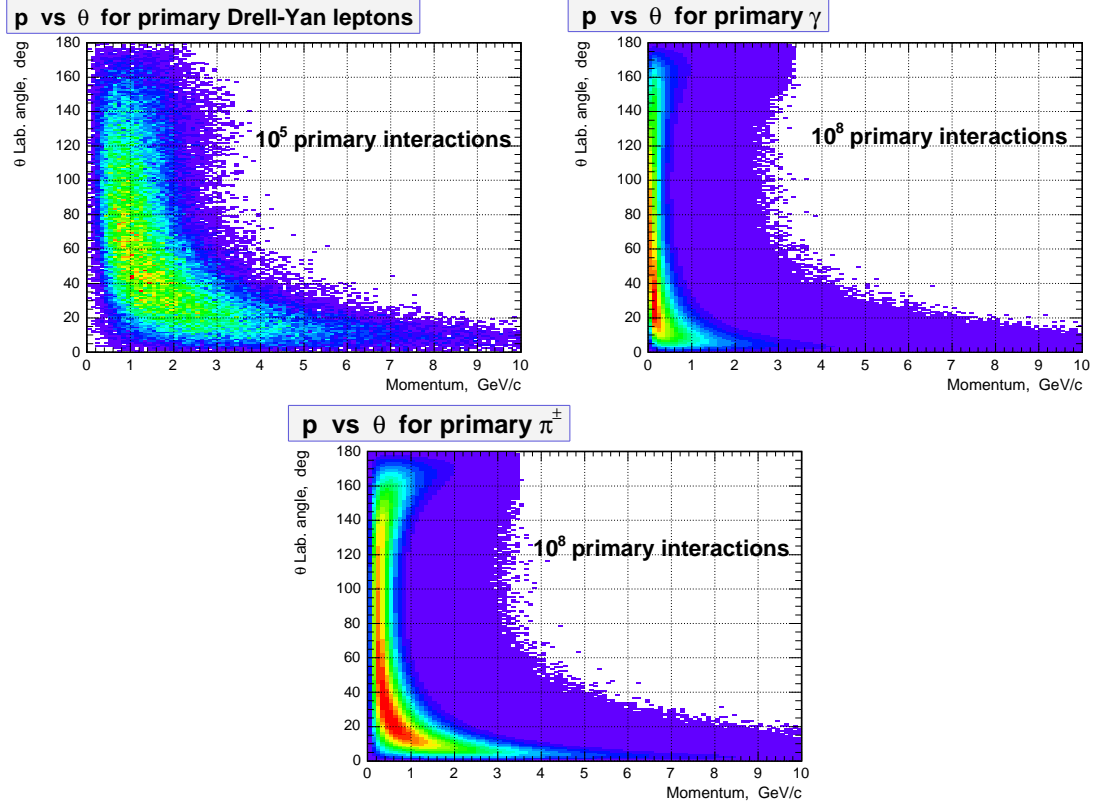 p vs θ for primary Drell-Yan leptons
θ Lab. angle, deg
180
160
140
120
100
80
60
40
20
0
10⁵ primary interactions
0 1 2 3 4 5 6 7 8 9 10
Momentum, GeV/c
p vs θ for primary γ
θ Lab. angle, deg
180
160
140
120
100
80
60
40
20
0
10⁸ primary interactions
0 1 2 3 4 5 6 7 8 9 10
Momentum, GeV/c
p vs θ for primary π±
θ Lab. angle, deg
180
160
140
120
100
80
60
40
20
0
10⁸ primary interactions
0 1 2 3 4 5 6 7 8 9 10
Momentum, GeV/c